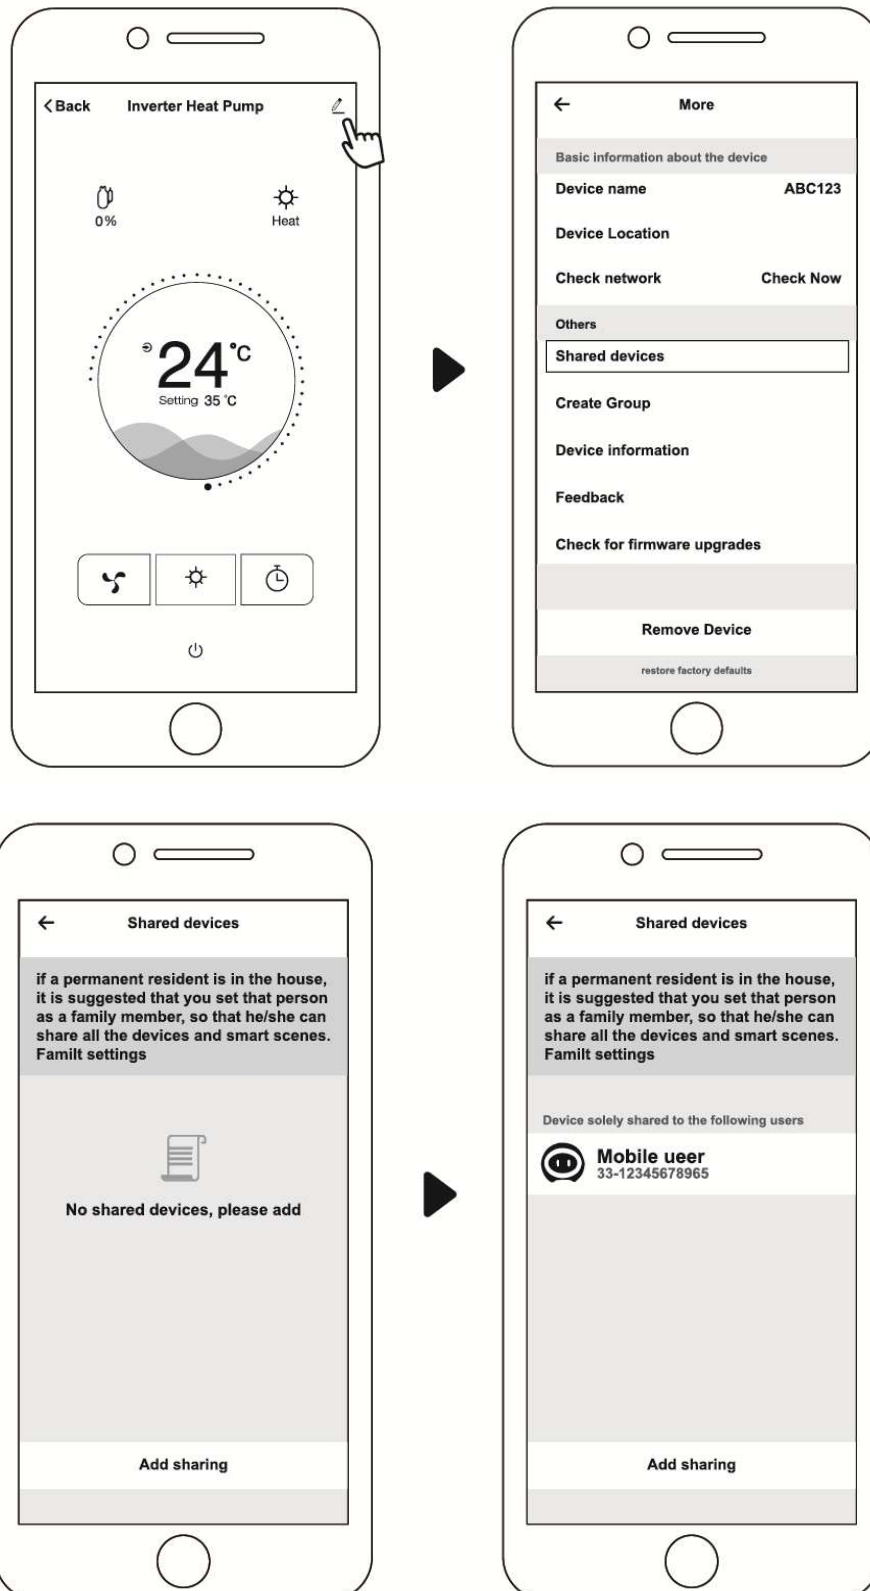 Back Inverter Heat Pump
0% Heat
24°C
Setting 35 °C
More
Basic information about the device
Device name ABC123
Device Location
Check network Check Now
Others
Shared devices
Create Group
Device information
Feedback
Check for firmware upgrades
Remove Device
restore factory defaults
Shared devices
if a permanent resident is in the house,
it is suggested that you set that person
as a family member, so that he/she can
share all the devices and smart scenes.
Familt settings
No shared devices, please add
Add sharing
Shared devices
if a permanent resident is in the house,
it is suggested that you set that person
as a family member, so that he/she can
share all the devices and smart scenes.
Familt settings
Device solely shared to the following users
Mobile ueer
33-12345678965
Add sharing